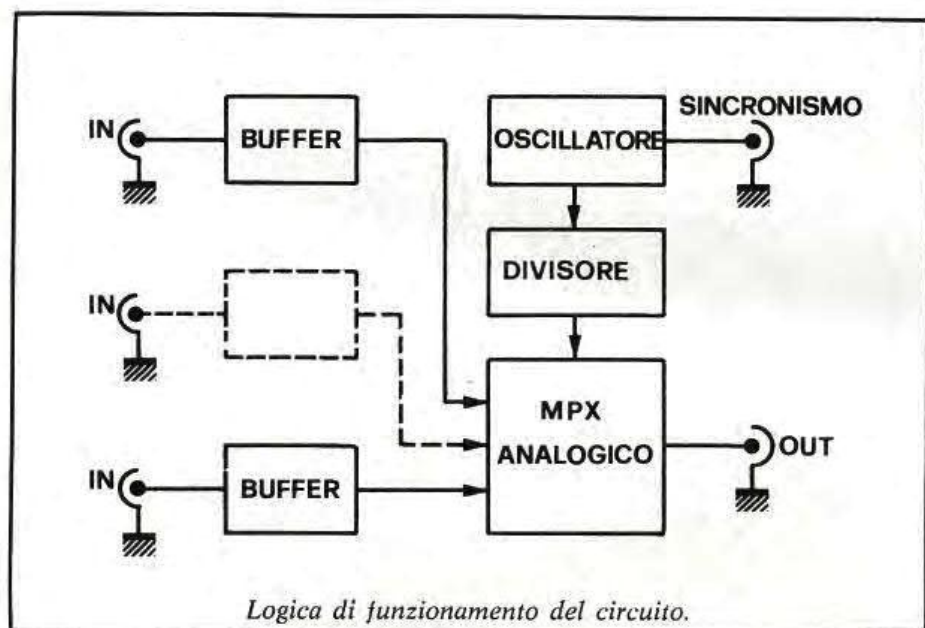 IN
BUFFER
OSCILLATORE
SINCRONISMO
IN
DIVISORE
IN
BUFFER
MPX
ANALOGICO
OUT
Logica di funzionamento del circuito.